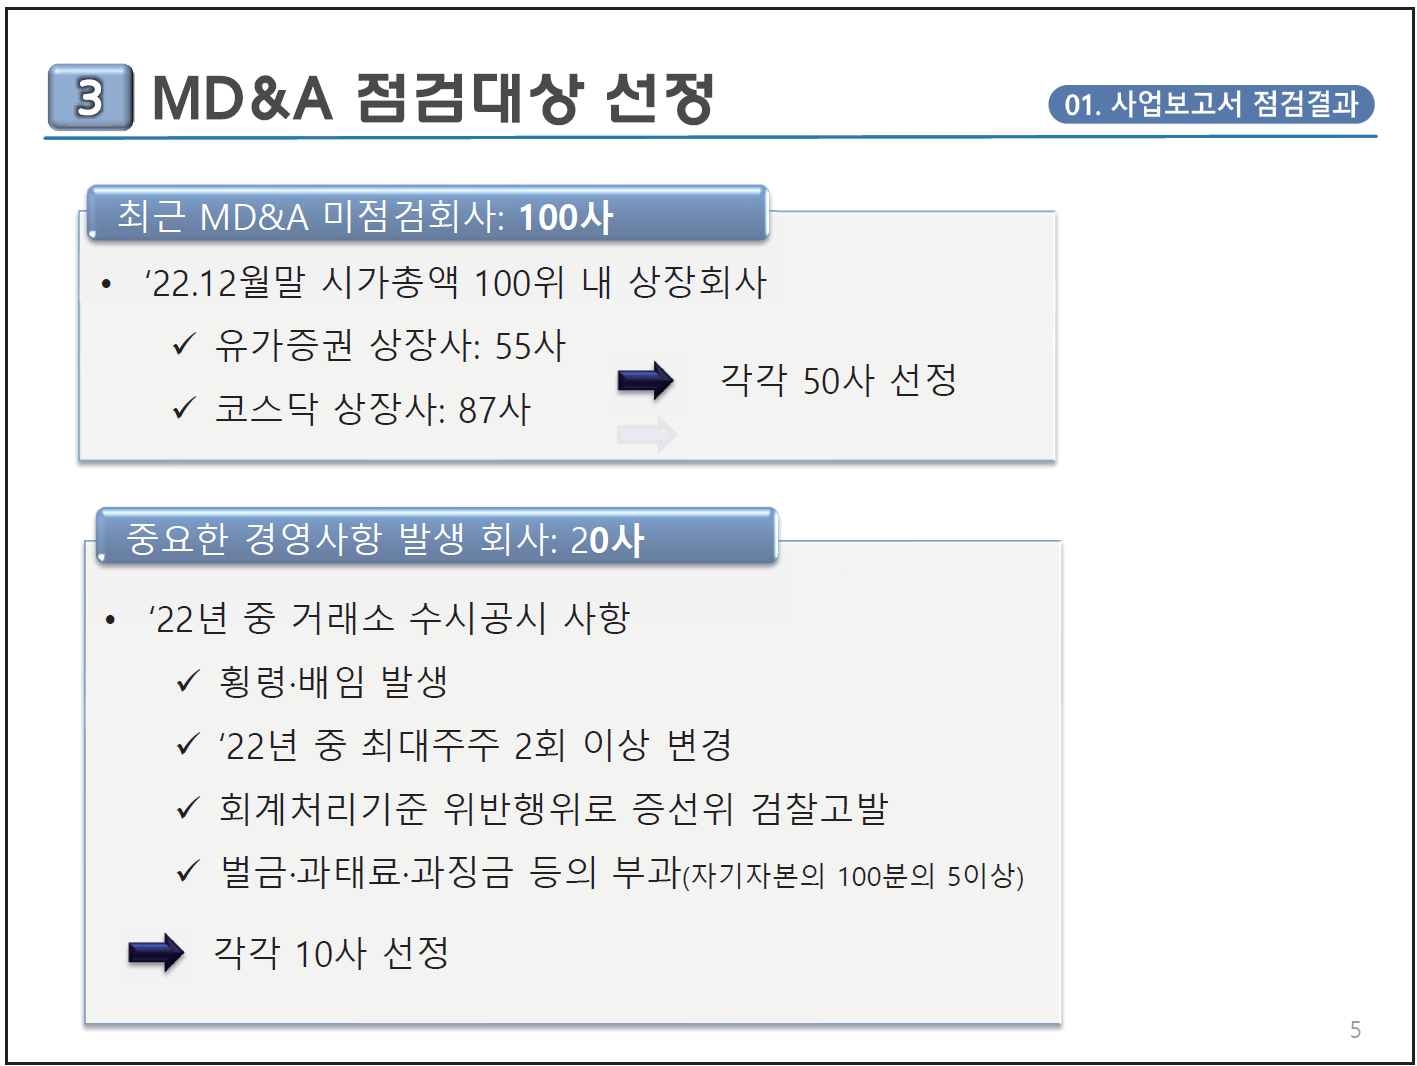 3 MD&A 점검대상 선정
01. 사업보고서 점검결과
최근 MD&A 미점검회사: 100사
• ‘22.12월말 시가총액 100위 내 상장회사
✓ 유가증권 상장사: 55사
✓ 코스닥 상장사: 87사
각각 50사 선정
중요한 경영사항 발생 회사: 20사
• ‘22년 중 거래소 수시공시 사항
✓ 횡령·배임 발생
✓ ‘22년 중 최대주주 2회 이상 변경
✓ 회계처리기준 위반행위로 증선위 검찰고발
✓ 벌금·과태료·과징금 등의 부과(자기자본의 100분의 5이상)
각각 10사 선정
5